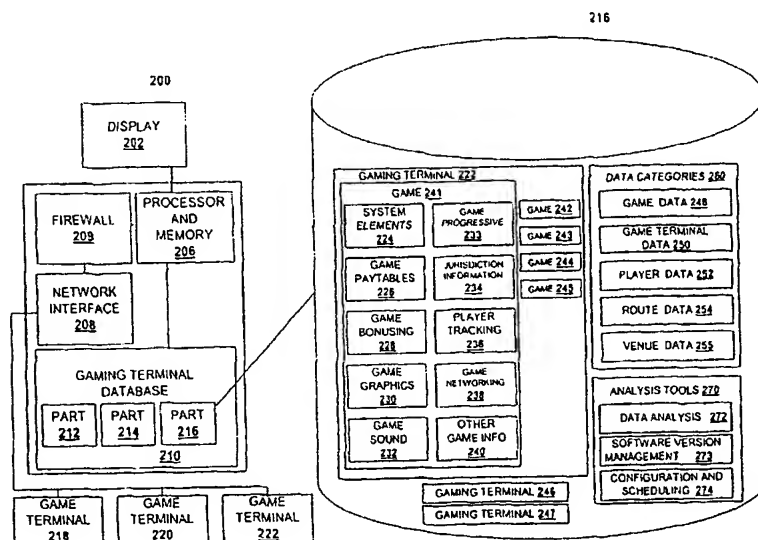 216
200
DISPLAY
202
FIREWALL
209
PROCESSOR
AND
MEMORY
206
NETWORK
INTERFACE
208
GAMING TERMINAL
DATABASE
PART
212
PART
214
PART
216
210
GAME
TERMINAL
218
GAME
TERMINAL
220
GAME
TERMINAL
222
GAMING TERMINAL 222
GAME 241
SYSTEM
ELEMENTS
224
GAME
PROGRESSIVE
233
GAME
PAYTABLES
226
JURISDICTION
INFORMATION
234
GAME
BONUSING
228
PLAYER
TRACKING
236
GAME
GRAPHICS
230
GAME
NETWORKING
238
GAME
SOUND
232
OTHER
GAME INFO
240
GAME 242
GAME 243
GAME 244
GAME 245
GAMING TERMINAL 246
GAMING TERMINAL 247
DATA CATEGORIES 260
GAME DATA 248
GAME TERMINAL
DATA 250
PLAYER DATA 252
ROUTE DATA 254
VENUE DATA 255
ANALYSIS TOOLS 270
DATA ANALYSIS 272
SOFTWARE VERSION
MANAGEMENT 273
CONFIGURATION AND
SCHEDULING 274